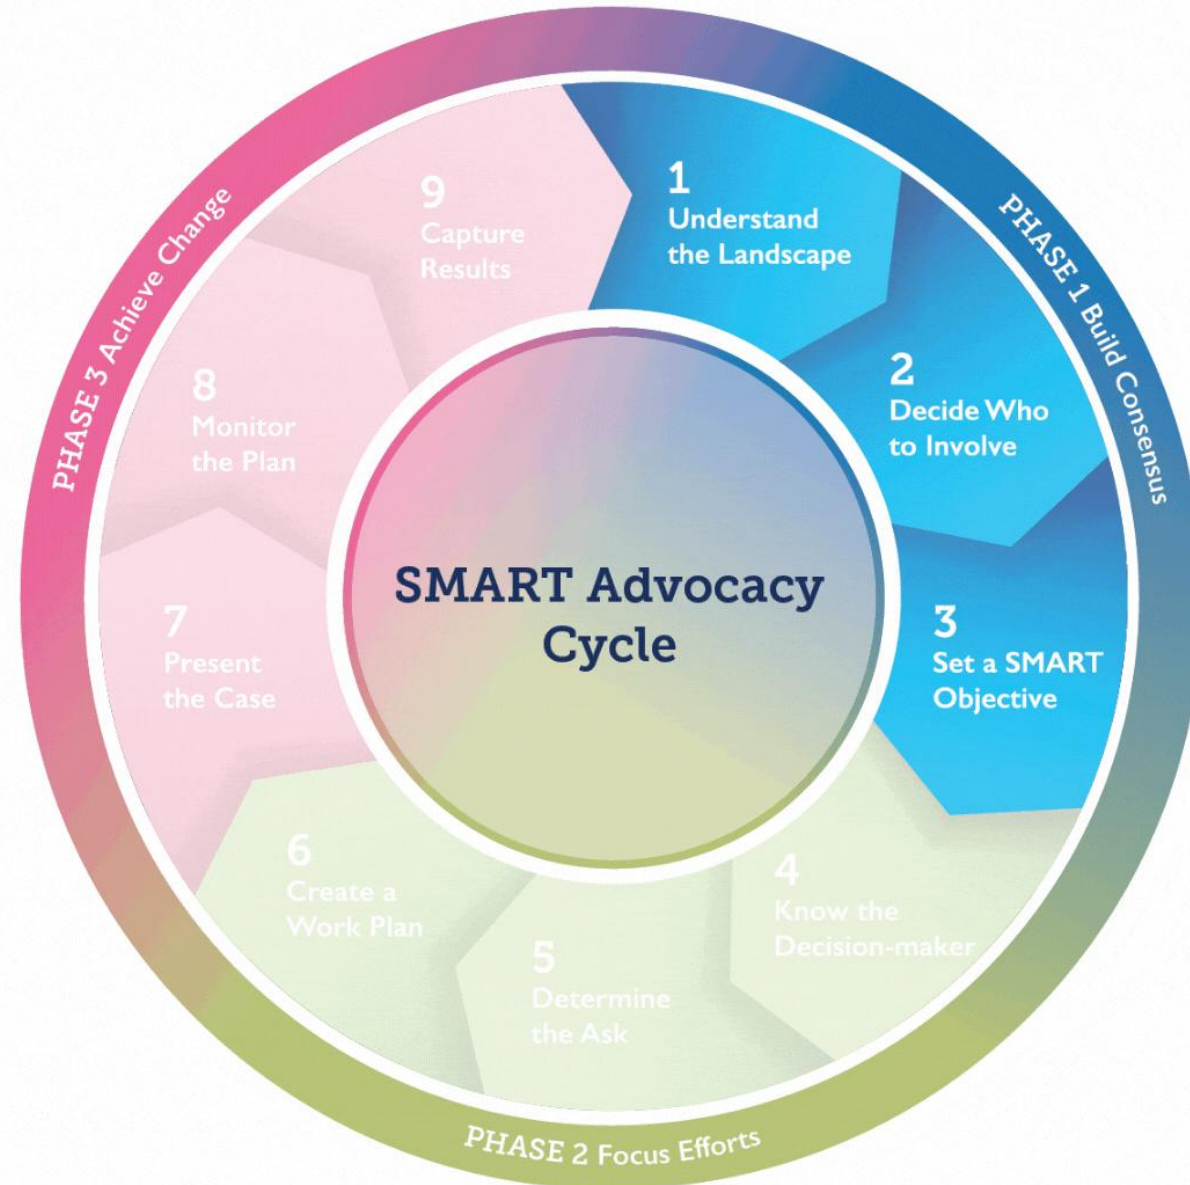 SMART Advocacy
Cycle
PHASE 1 Build Consensus
1
Understand
the Landscape
2
Decide Who
to Involve
3
Set a SMART
Objective
PHASE 2 Focus Efforts
4
Know the
Decision-maker
5
Determine
the Ask
6
Create a
Work Plan
PHASE 3 Achieve Change
7
Present
the Case
8
Monitor
the Plan
9
Capture
Results